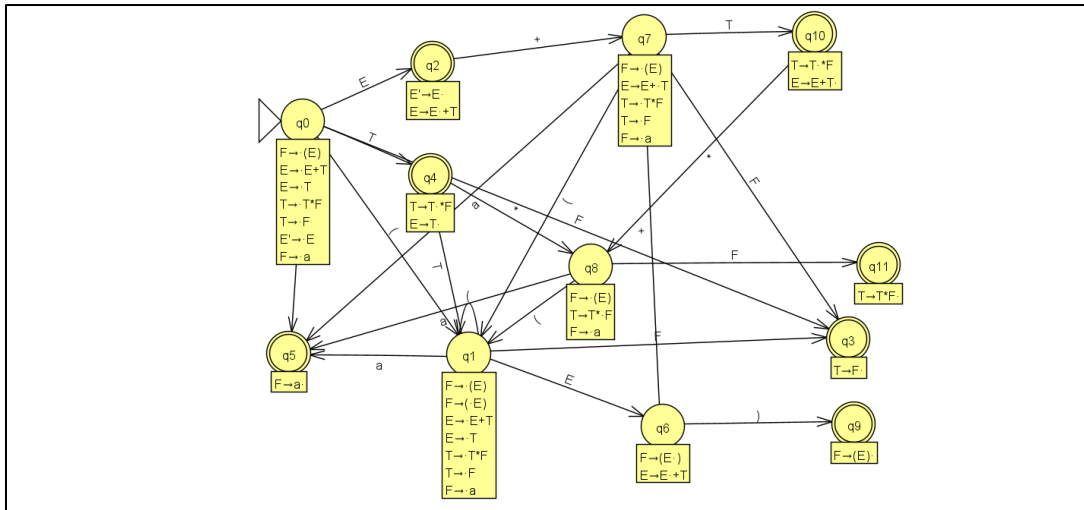 q0
F→·(E)
E→·E+T
E→·T
T→·T*F
T→·F
E'→·E
F→·a
E
q2
E'→E·
E→E·+T
+
q7
F→·(E)
E→E+·T
T→·T*F
T→·F
F→·a
T
q10
T→T·*F
E→E+T·
T
q4
T→T·*F
E→T·
a
*
(
F
+
*
F
(
T
(
q8
F→·(E)
T→T*·F
F→·a
F
q11
T→T*F·
a
(
q5
F→a·
a
q1
F→·(E)
F→(·E)
E→·E+T
E→·T
T→·T*F
T→·F
F→·a
F
q3
T→F·
E
q6
F→(E·)
E→E·+T
)
q9
F→(E)·